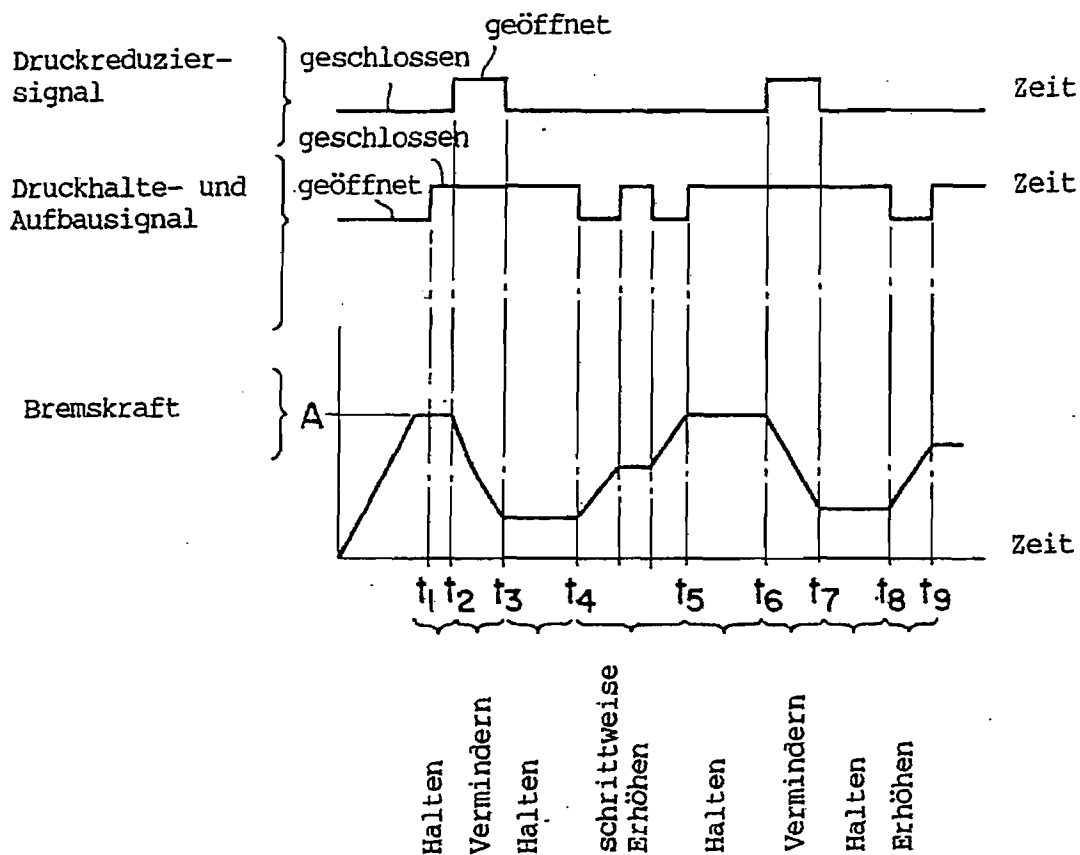 geöffnet
Druckreduzier-
signal
geschlossen
Zeit
geschlossen
Druckhalte- und
Aufbausignal
geöffnet
Zeit
Bremskraft
A
Zeit
t1 t2 t3 t4 t5 t6 t7 t8 t9
Halten
Vermindern
Halten
schrittweise
Erhöhen
Halten
Vermindern
Halten
Erhöhen